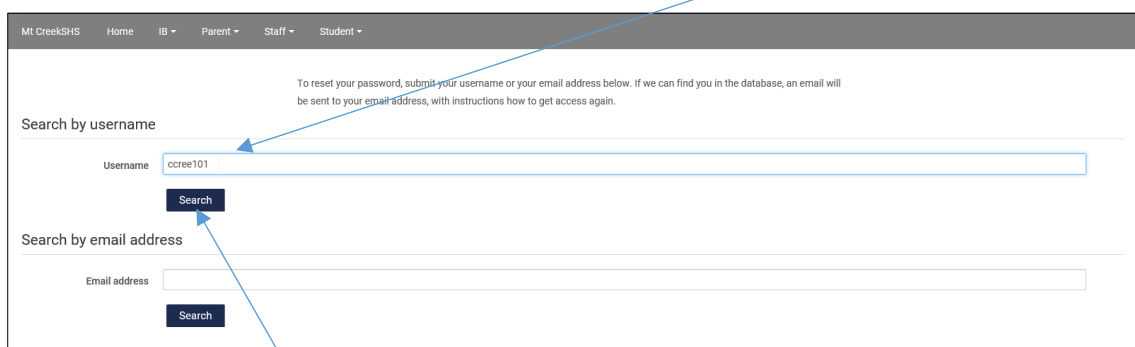 Mt CreekSHS Home IB Parent Staff Student
To reset your password, submit your username or your email address below. If we can find you in the database, an email will
be sent to your email address, with instructions how to get access again.
Search by username
Username ccree101
Search
Search by email address
Email address
Search